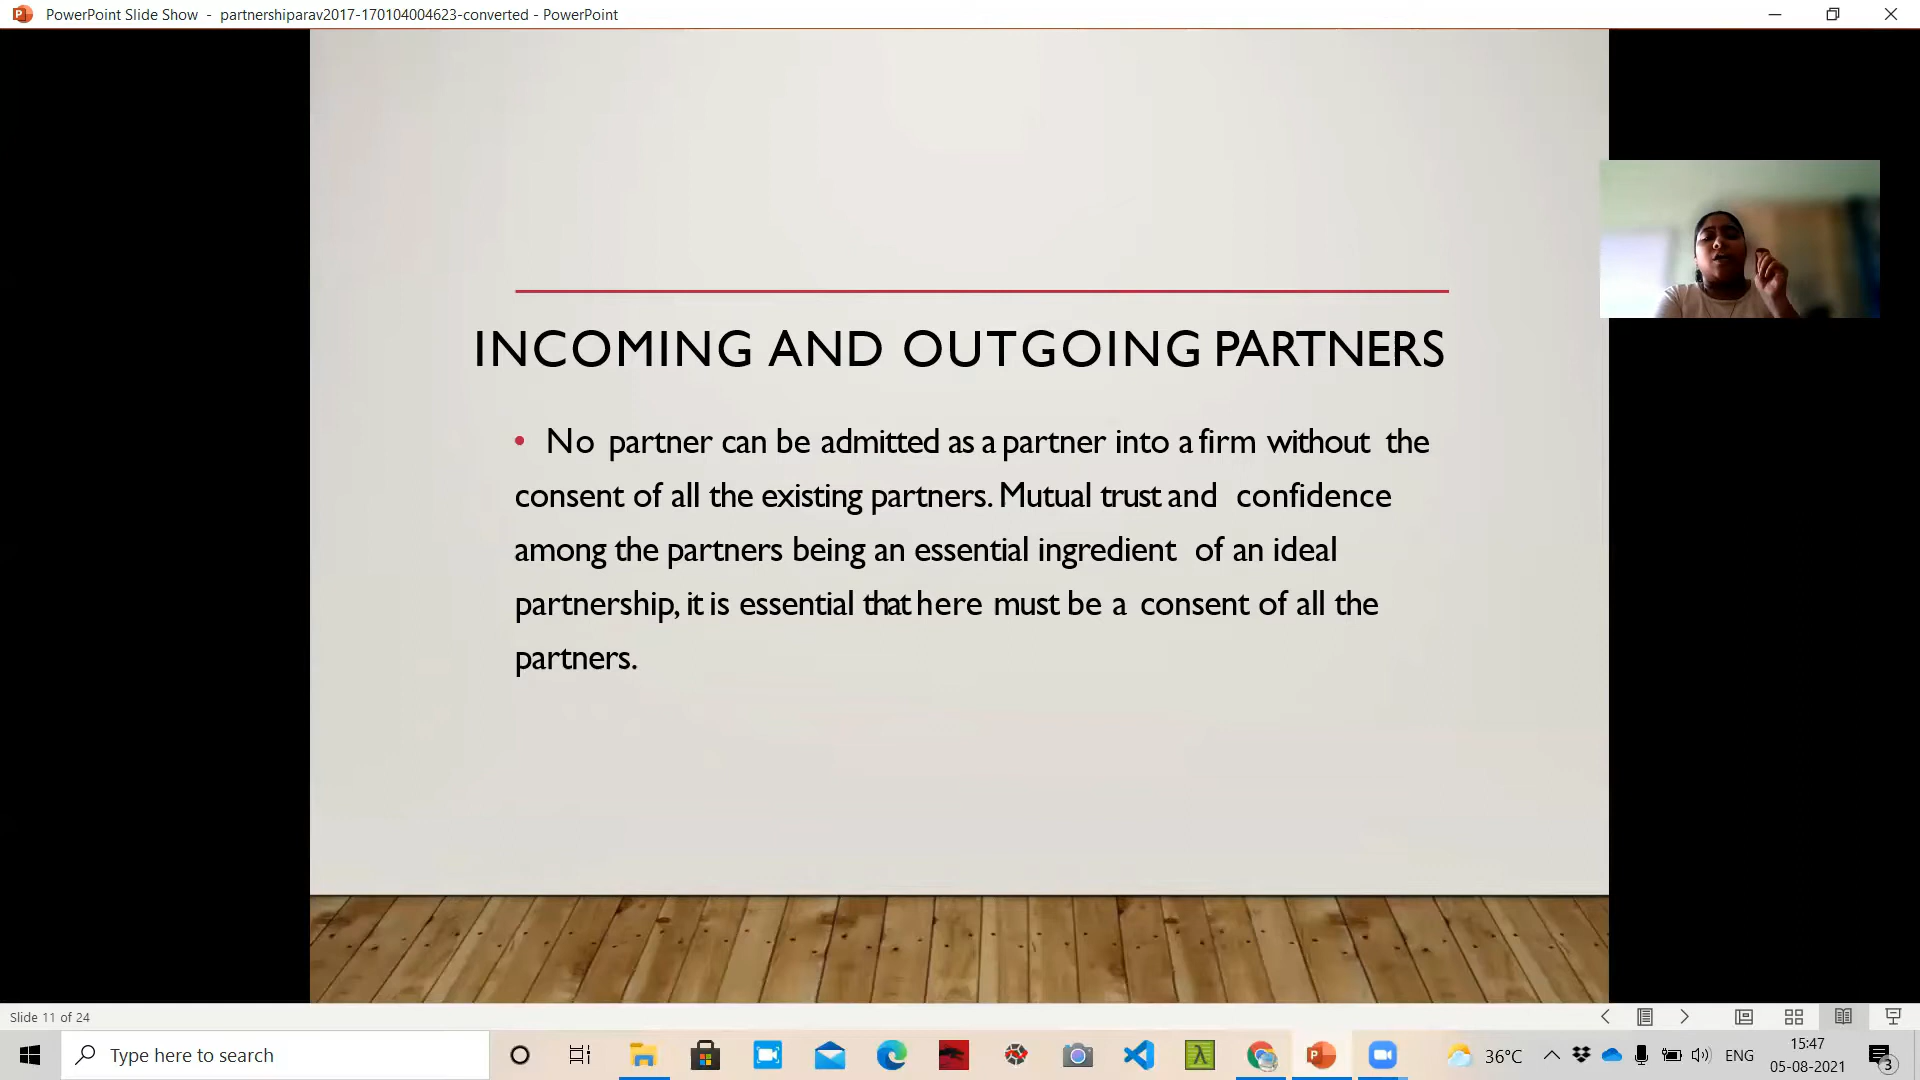 PowerPoint Slide Show - partnershiparav2017-170104004623-converted - PowerPoint
INCOMING AND OUTGOING PARTNERS
• No partner can be admitted as a partner into a firm without the
consent of all the existing partners. Mutual trust and confidence
among the partners being an essential ingredient of an ideal
partnership, it is essential that here must be a consent of all the
partners.
Slide 11 of 24
Type here to search
36°C
ENG
15:47
05-08-2021
3